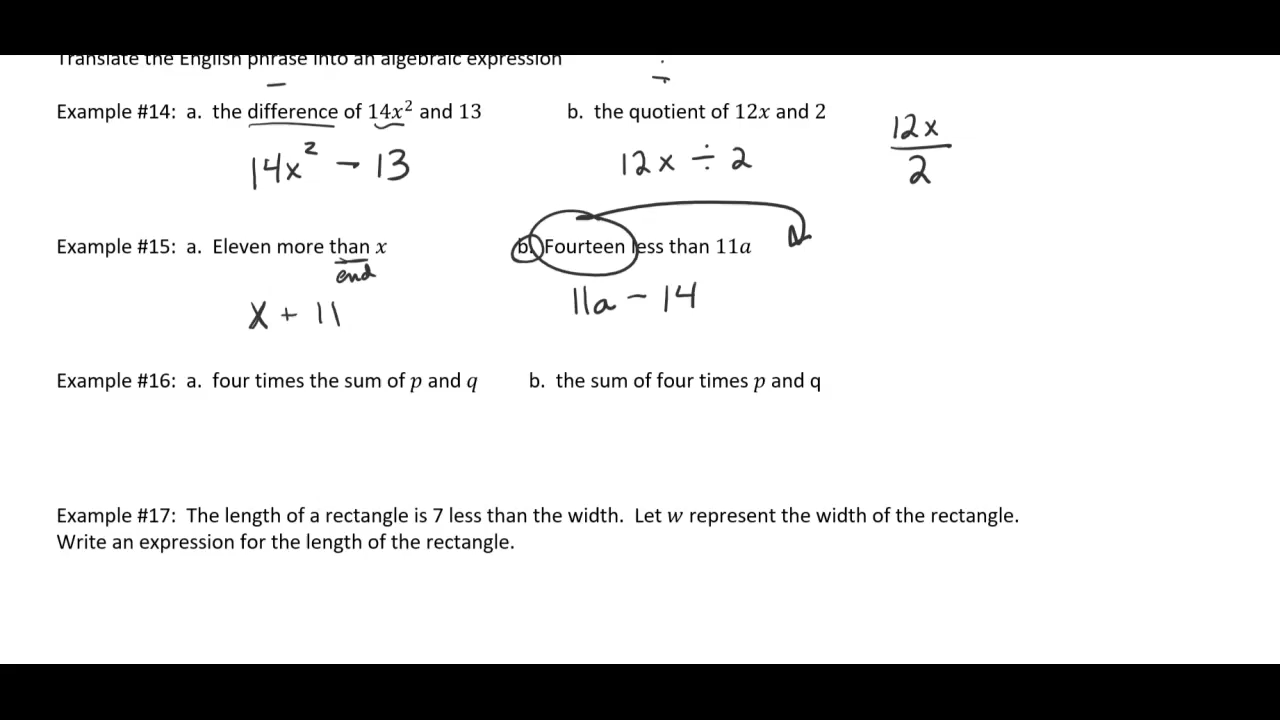 Translate the English phrase into an algebraic expression
− ÷
Example #14: a. the difference of 14x² and 13 b. the quotient of 12x and 2
14x² − 13 12x ÷ 2 12x/2
Example #15: a. Eleven more than x b. Fourteen less than 11a
end
x + 11 11a − 14
Example #16: a. four times the sum of p and q b. the sum of four times p and q
Example #17: The length of a rectangle is 7 less than the width. Let w represent the width of the rectangle.
Write an expression for the length of the rectangle.